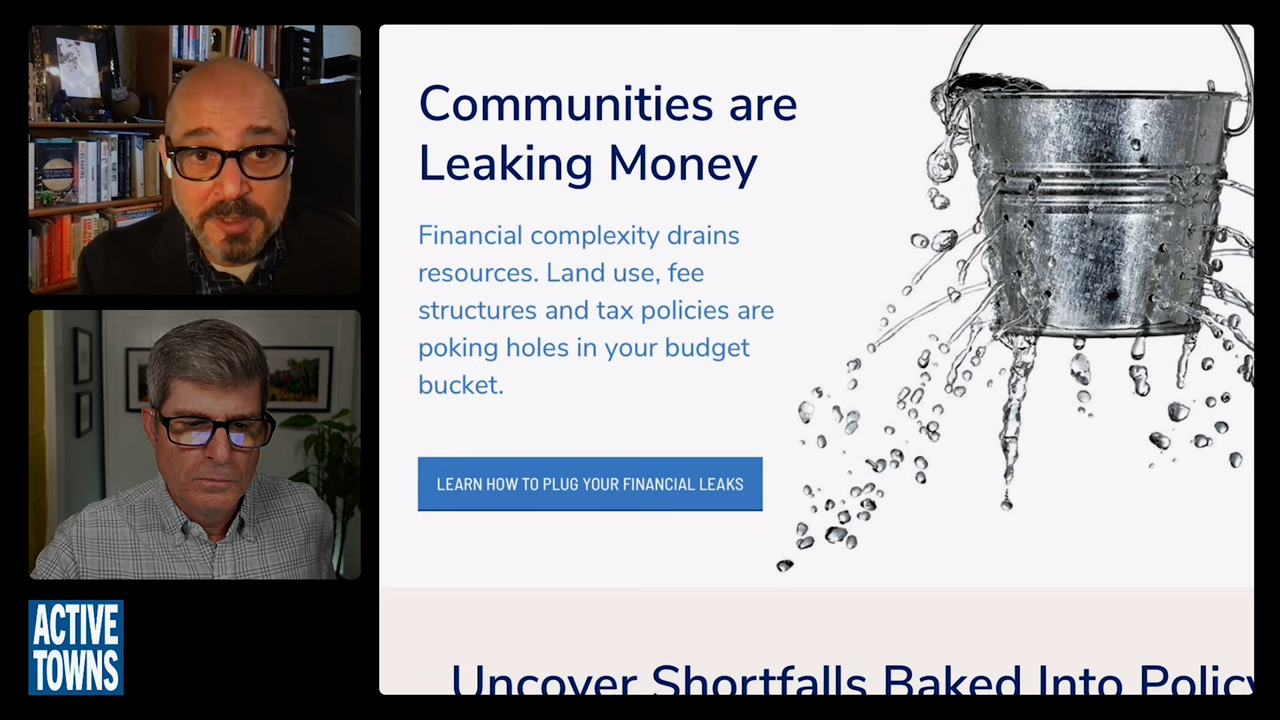 Communities are
Leaking Money
Financial complexity drains
resources. Land use, fee
structures and tax policies are
poking holes in your budget
bucket.
LEARN HOW TO PLUG YOUR FINANCIAL LEAKS
Uncover Shortfalls Baked Into Policy
ACTIVE
TOWNS